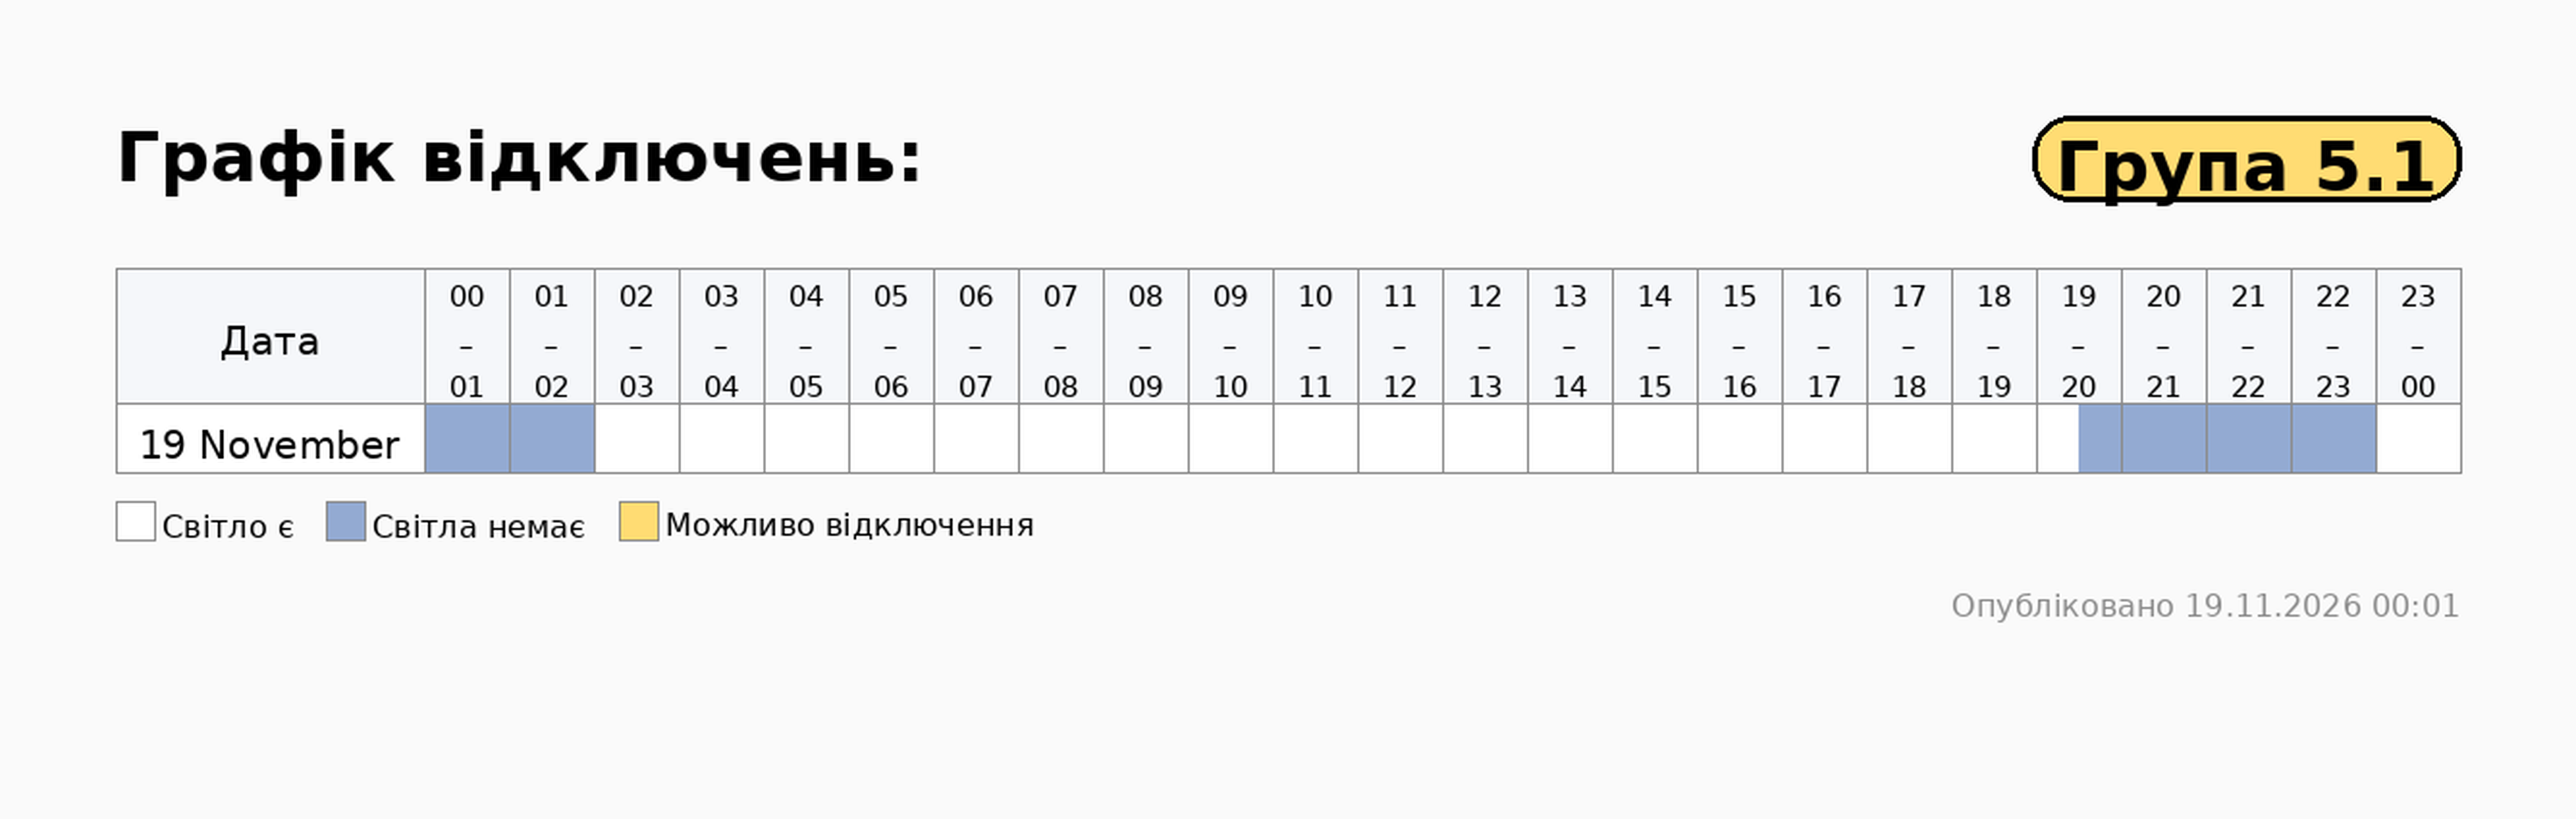 Графік відключень:
Група 5.1
Дата
00 01 02 03 04 05 06 07 08 09 10 11 12 13 14 15 16 17 18 19 20 21 22 23
– – – – – – – – – – – – – – – – – – – – – – – –
01 02 03 04 05 06 07 08 09 10 11 12 13 14 15 16 17 18 19 20 21 22 23 00
19 November
Світло є Світла немає Можливо відключення
Опубліковано 19.11.2026 00:01